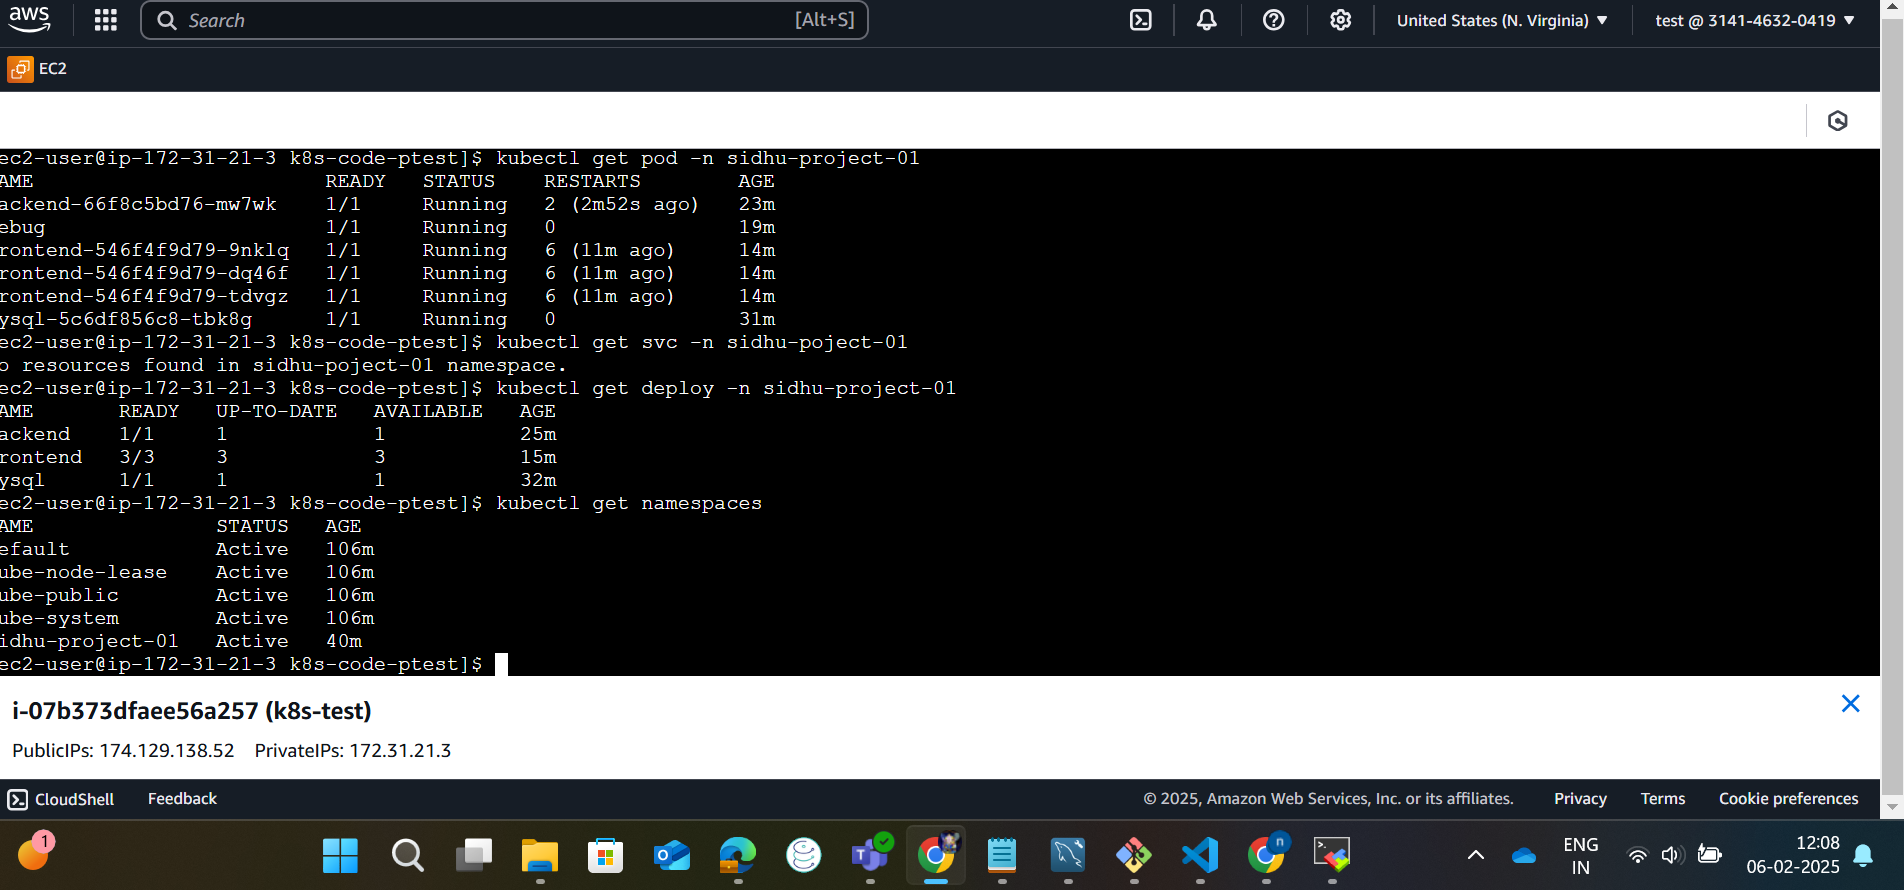 aws
Search [Alt+S]
United States (N. Virginia) ▼
test @ 3141-4632-0419 ▼
EC2
ec2-user@ip-172-31-21-3 k8s-code-ptest]$ kubectl get pod -n sidhu-project-01
AME READY STATUS RESTARTS AGE
ackend-66f8c5bd76-mw7wk 1/1 Running 2 (2m52s ago) 23m
ebug 1/1 Running 0 19m
rontend-546f4f9d79-9nklq 1/1 Running 6 (11m ago) 14m
rontend-546f4f9d79-dq46f 1/1 Running 6 (11m ago) 14m
rontend-546f4f9d79-tdvgz 1/1 Running 6 (11m ago) 14m
ysql-5c6df856c8-tbk8g 1/1 Running 0 31m
ec2-user@ip-172-31-21-3 k8s-code-ptest]$ kubectl get svc -n sidhu-poject-01
o resources found in sidhu-poject-01 namespace.
ec2-user@ip-172-31-21-3 k8s-code-ptest]$ kubectl get deploy -n sidhu-project-01
AME READY UP-TO-DATE AVAILABLE AGE
ackend 1/1 1 1 25m
rontend 3/3 3 3 15m
ysql 1/1 1 1 32m
ec2-user@ip-172-31-21-3 k8s-code-ptest]$ kubectl get namespaces
AME STATUS AGE
efault Active 106m
ube-node-lease Active 106m
ube-public Active 106m
ube-system Active 106m
idhu-project-01 Active 40m
ec2-user@ip-172-31-21-3 k8s-code-ptest]$
i-07b373dfaee56a257 (k8s-test)
PublicIPs: 174.129.138.52 PrivateIPs: 172.31.21.3
CloudShell Feedback © 2025, Amazon Web Services, Inc. or its affiliates. Privacy Terms Cookie preferences
1
n
ENG
IN
12:08
06-02-2025